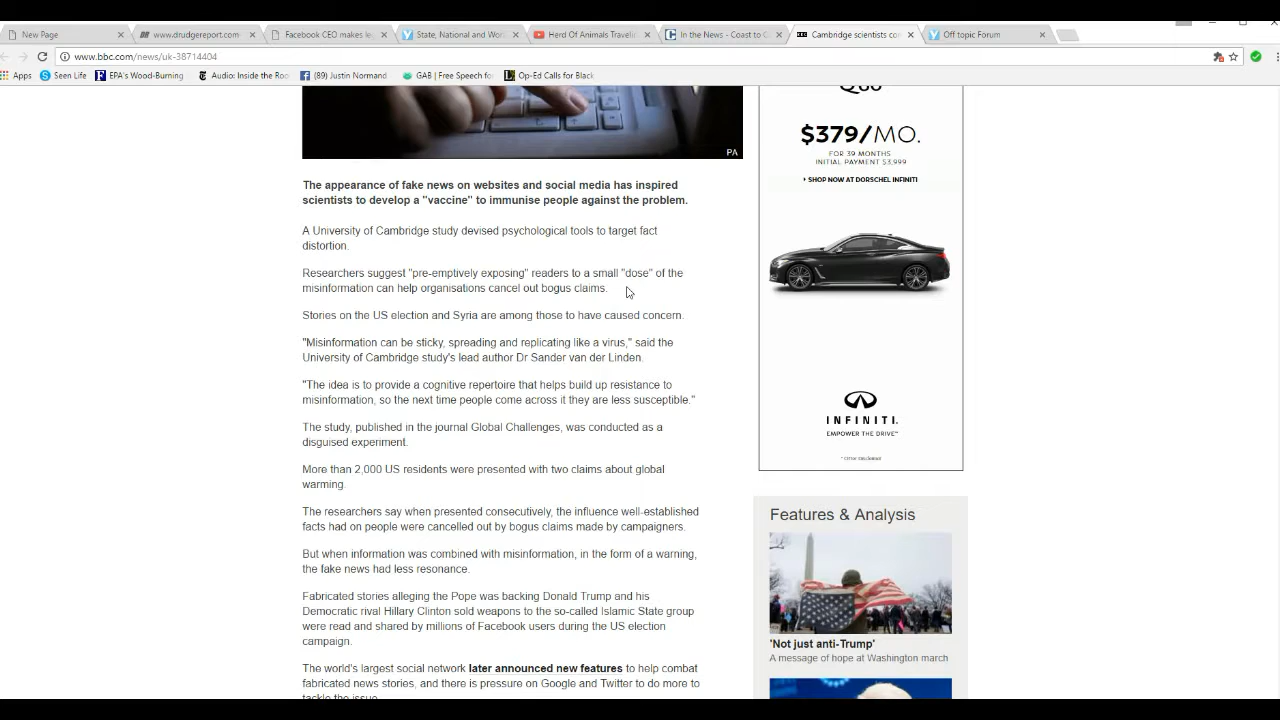 New Page
www.drudgereport.com
Facebook CEO makes le
State, National and Worl
Herd Of Animals Traveli
In the News - Coast to C
Cambridge scientists con
Off topic Forum
www.bbc.com/news/uk-38714404
Apps
Seen Life
EPA's Wood-Burning
Audio: Inside the Roo
(89) Justin Normand
GAB | Free Speech fo
Op-Ed Calls for Black
PA
The appearance of fake news on websites and social media has inspired
scientists to develop a "vaccine" to immunise people against the problem.
A University of Cambridge study devised psychological tools to target fact
distortion.
Researchers suggest "pre-emptively exposing" readers to a small "dose" of the
misinformation can help organisations cancel out bogus claims.
Stories on the US election and Syria are among those to have caused concern.
"Misinformation can be sticky, spreading and replicating like a virus," said the
University of Cambridge study's lead author Dr Sander van der Linden.
"The idea is to provide a cognitive repertoire that helps build up resistance to
misinformation, so the next time people come across it they are less susceptible."
The study, published in the journal Global Challenges, was conducted as a
disguised experiment.
More than 2,000 US residents were presented with two claims about global
warming.
The researchers say when presented consecutively, the influence well-established
facts had on people were cancelled out by bogus claims made by campaigners.
But when information was combined with misinformation, in the form of a warning,
the fake news had less resonance.
Fabricated stories alleging the Pope was backing Donald Trump and his
Democratic rival Hillary Clinton sold weapons to the so-called Islamic State group
were read and shared by millions of Facebook users during the US election
campaign.
The world's largest social network later announced new features to help combat
fabricated news stories, and there is pressure on Google and Twitter to do more to
tackle the issue.
Q60
$379/MO.
FOR 39 MONTHS
INITIAL PAYMENT $3,999
SHOP NOW AT DORSCHEL INFINITI
INFINITI.
EMPOWER THE DRIVE™
Features & Analysis
'Not just anti-Trump'
A message of hope at Washington march